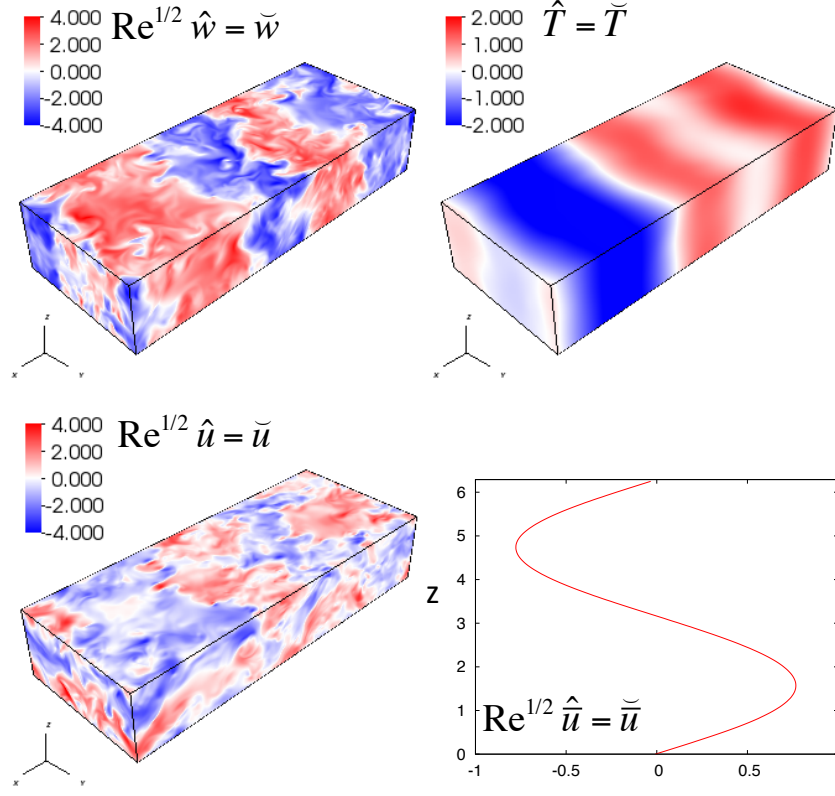 4.000
2.000
0.000
-2.000
-4.000
Re^{1/2} ŵ = w̆
z
x
Y
2.000
1.000
0.000
-1.000
-2.000
T̂ = T̆
z
x
Y
4.000
2.000
0.000
-2.000
-4.000
Re^{1/2} û = ŭ
z
x
Y
6
5
4
3
2
1
0
z
Re^{1/2} ū̂ = ū̆
-1
-0.5
0
0.5